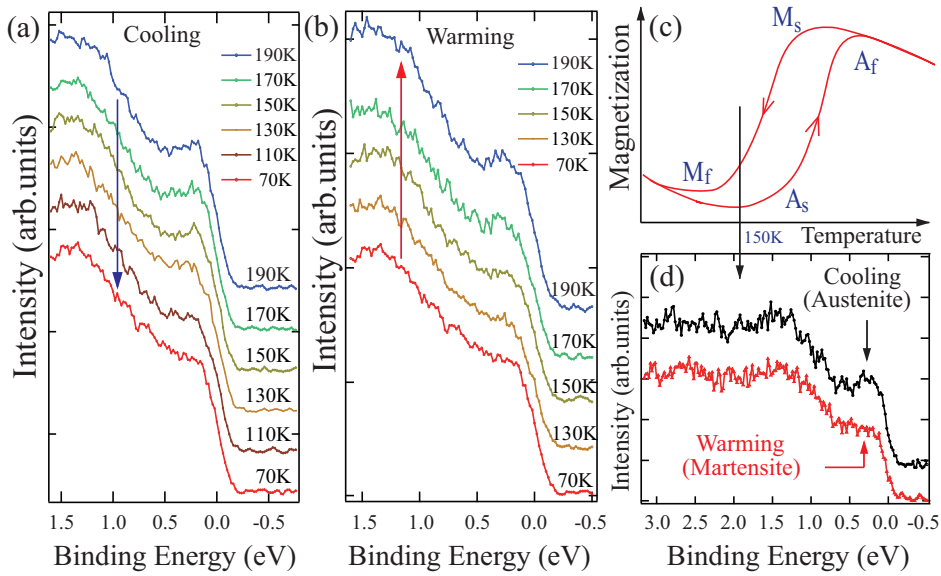 (a)
Cooling
190K
170K
150K
130K
110K
70K
190K
170K
150K
130K
110K
70K
Intensity (arb.units)
1.5
1.0
0.5
0.0
-0.5
Binding Energy (eV)
(b)
Warming
190K
170K
150K
130K
70K
190K
170K
150K
130K
70K
Intensity (arb.units)
1.5
1.0
0.5
0.0
-0.5
Binding Energy (eV)
(c)
Ms
Af
Mf
As
Magnetization
150K
Temperature
(d)
Cooling
(Austenite)
Warming
(Martensite)
Intensity (arb.units)
3.0
2.5
2.0
1.5
1.0
0.5
0.0
-0.5
Binding Energy (eV)